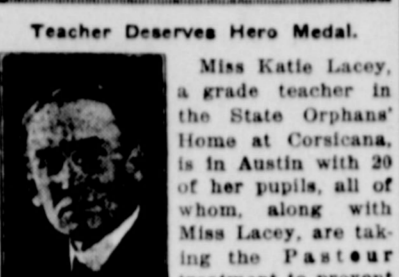 Teacher Deserves Hero Medal.
Miss Katie Lacey,
a grade teacher in
the State Orphans'
Home at Corsicana,
is in Austin with 20
of her pupils, all of
whom, along with
Miss Lacey, are tak-
ing the Pasteur